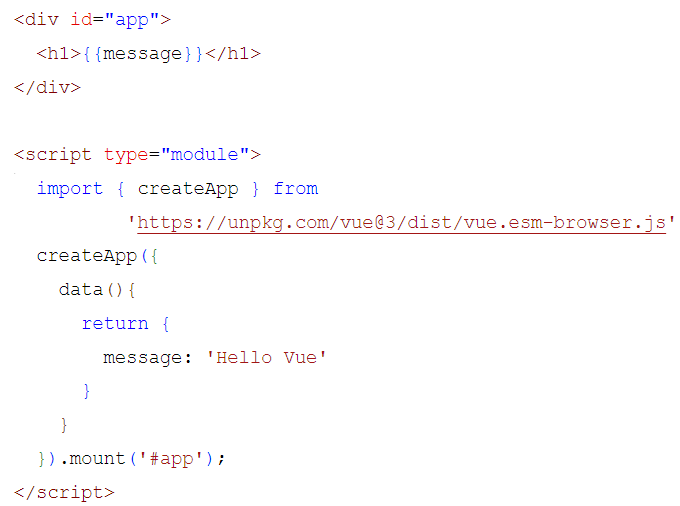 <div id="app">
  <h1>{{message}}</h1>
</div>

<script type="module">
  import { createApp } from
          'https://unpkg.com/vue@3/dist/vue.esm-browser.js'
  createApp({
    data(){
      return {
        message: 'Hello Vue'
      }
    }
  }).mount('#app');
</script>